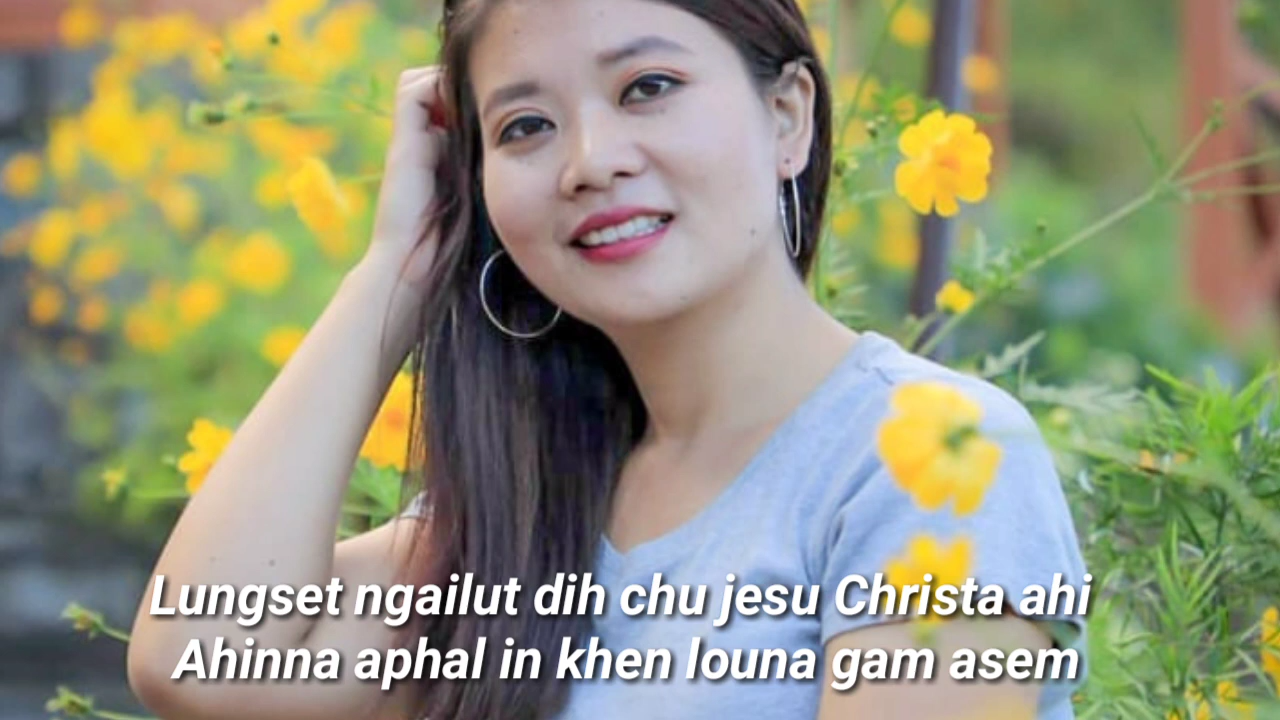 Lungset ngailut dih chu jesu Christa ahi
Ahinna aphal in khen louna gam asem